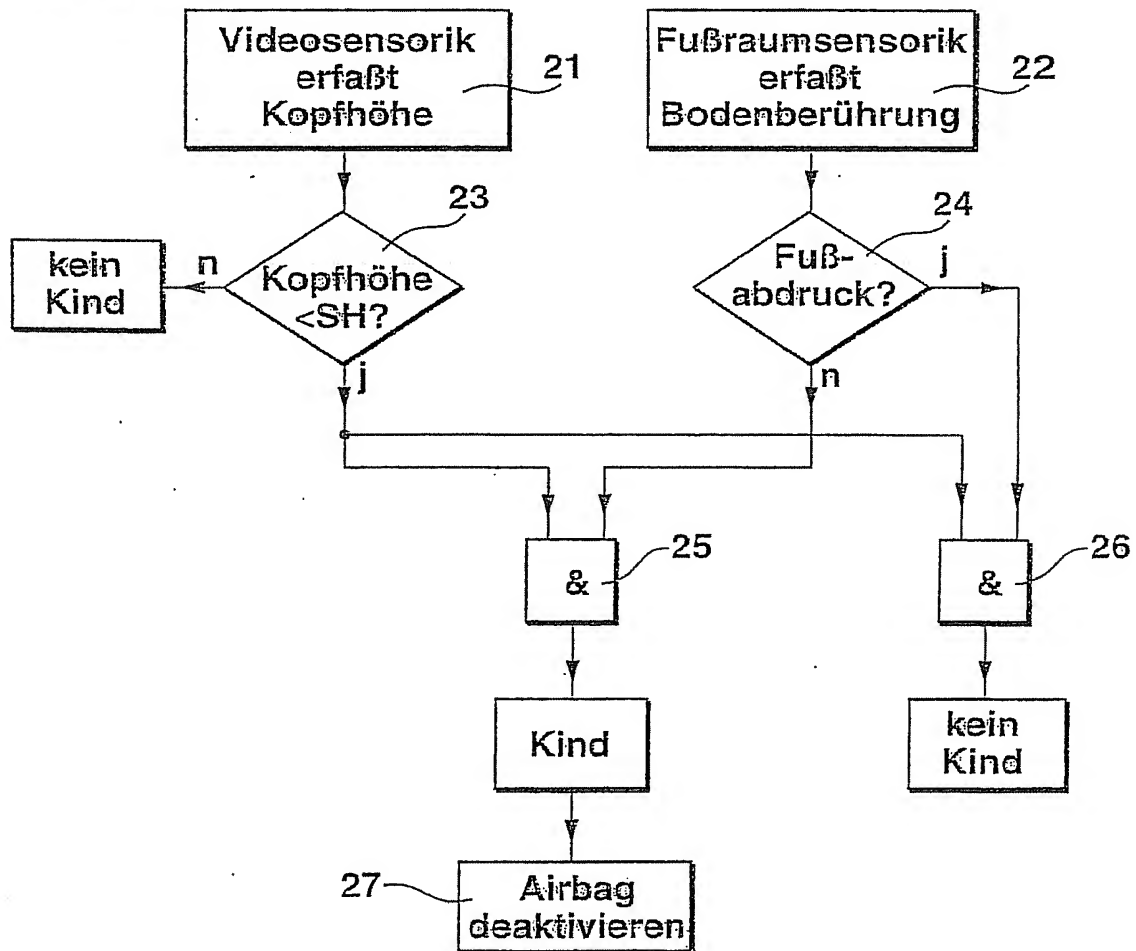 Videosensorik
erfaßt
Kopfhöhe
21
Fußraumsensorik
erfaßt
Bodenberührung
22
23
24
kein
Kind
n
Kopfhöhe
<SH?
j
Fuß-
abdruck?
j
n
&
25
&
26
Kind
kein
Kind
27
Airbag
deaktivieren